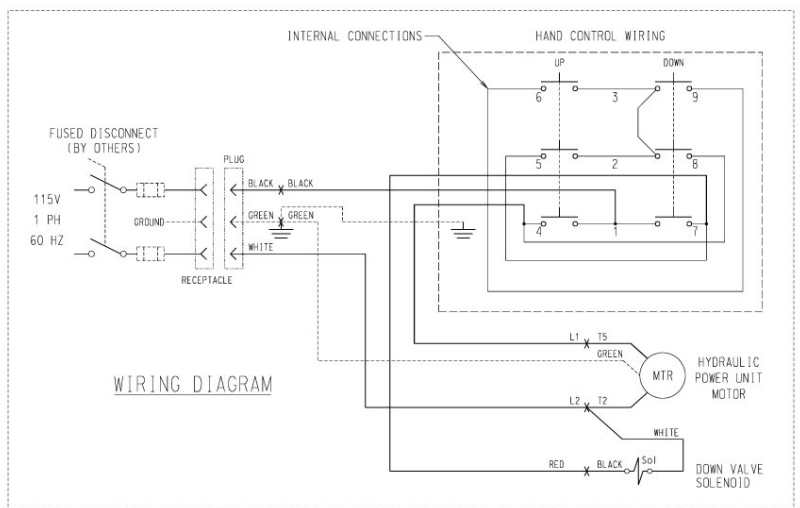 INTERNAL CONNECTIONS
HAND CONTROL WIRING
UP
DOWN
6
3
9
FUSED DISCONNECT
(BY OTHERS)
PLUG
5
2
8
BLACK
BLACK
115V
1 PH
60 HZ
GROUND
GREEN
GREEN
4
1
7
WHITE
RECEPTACLE
L1
T5
GREEN
MTR
HYDRAULIC
POWER UNIT
MOTOR
WIRING DIAGRAM
L2
T2
WHITE
RED
BLACK
Sol
DOWN VALVE
SOLENOID